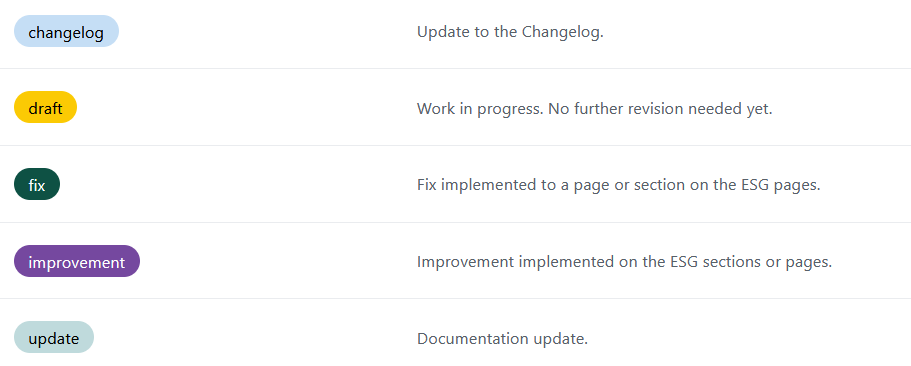 changelog Update to the Changelog.
draft Work in progress. No further revision needed yet.
fix Fix implemented to a page or section on the ESG pages.
improvement Improvement implemented on the ESG sections or pages.
update Documentation update.